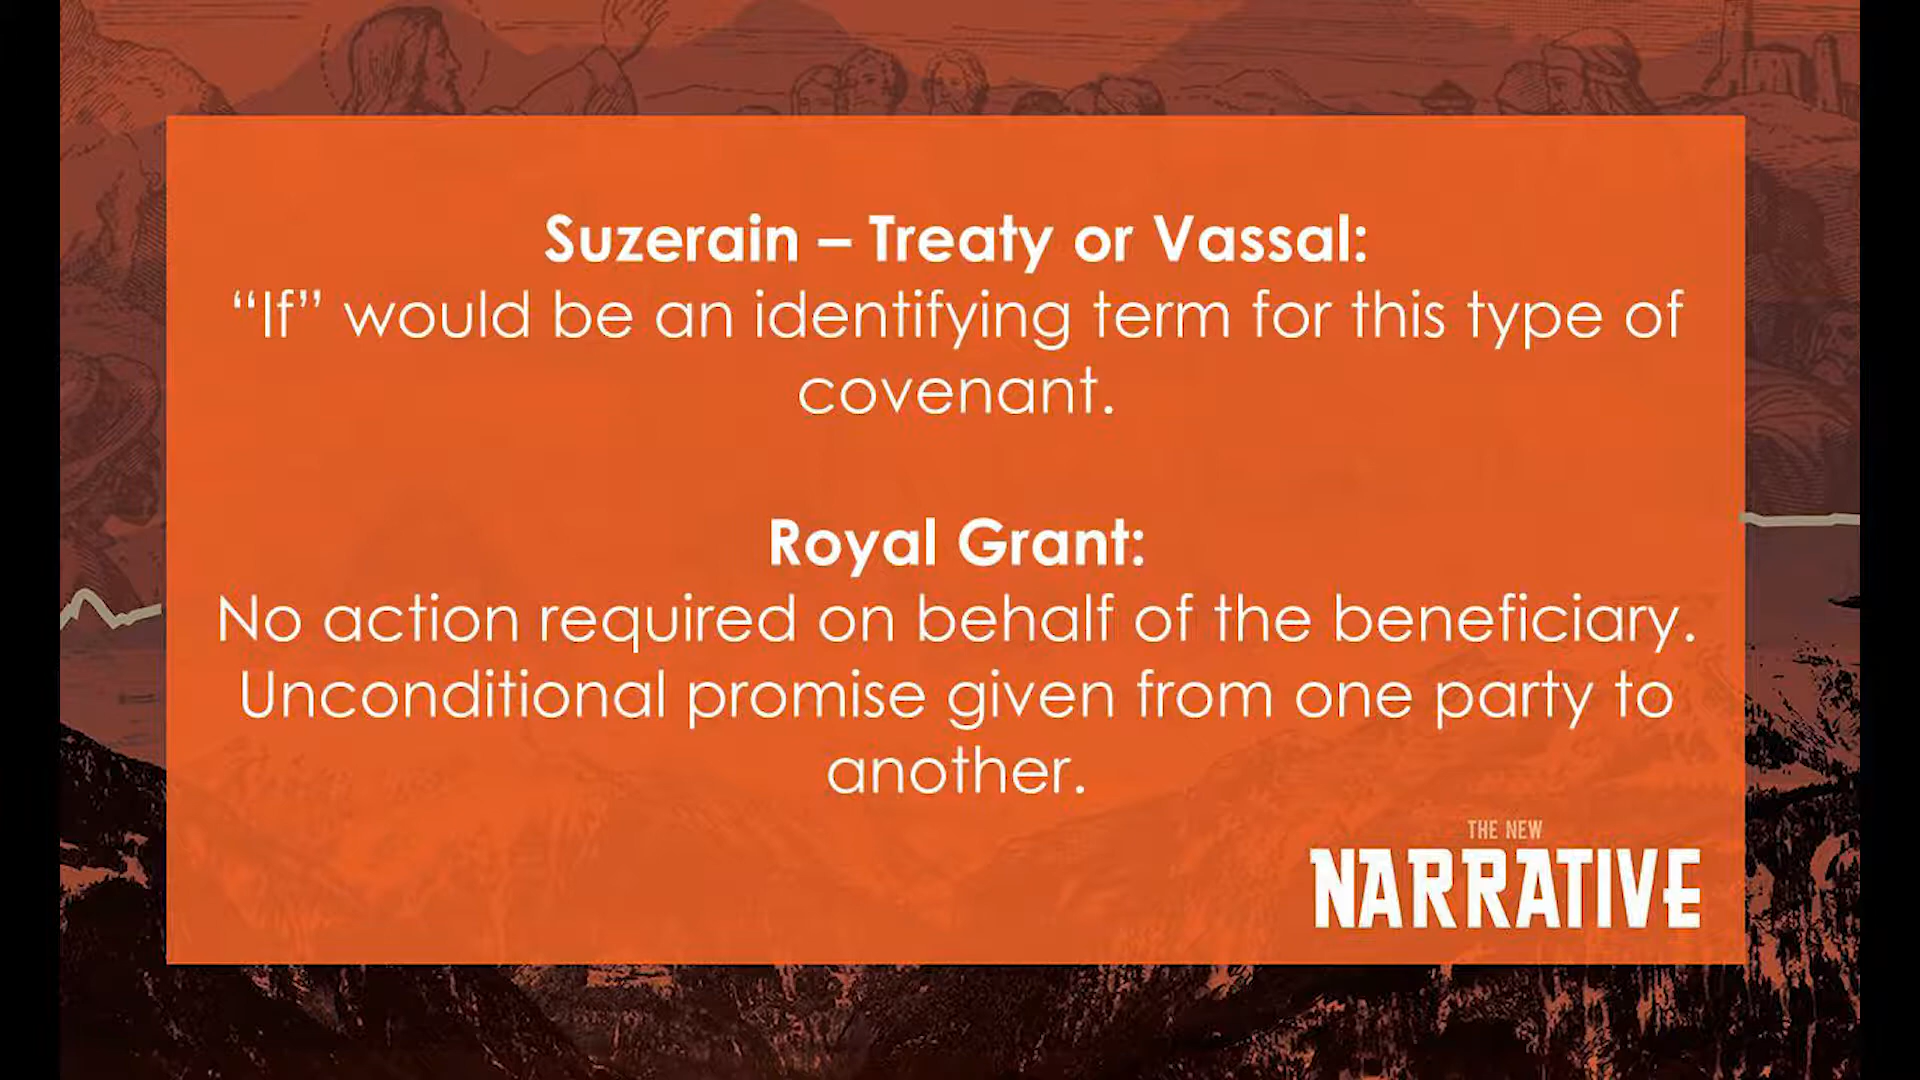 Suzerain – Treaty or Vassal:
“If” would be an identifying term for this type of
covenant.
Royal Grant:
No action required on behalf of the beneficiary.
Unconditional promise given from one party to
another.
THE NEW
NARRATIVE